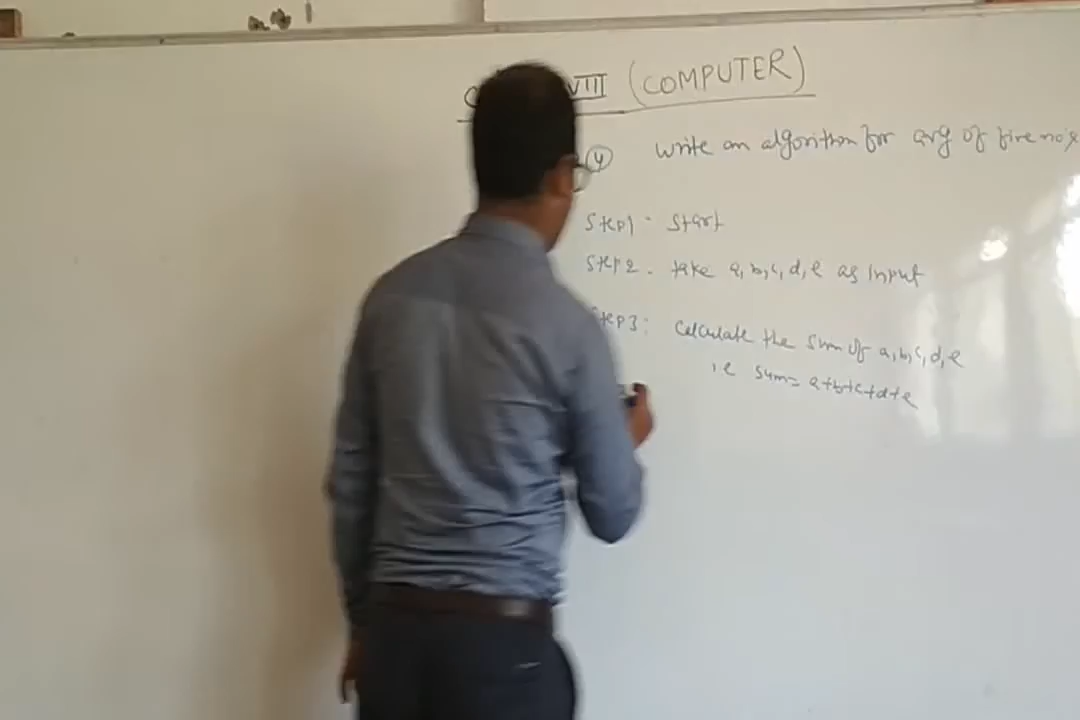 VIII (COMPUTER)
4 write an algorithm for avg of five no's
Step1 - Start
Step2 - take a, b, c, d, e as input
Step3: Calculate the sum of a, b, c, d, e
i.e sum= a+b+c+d+e